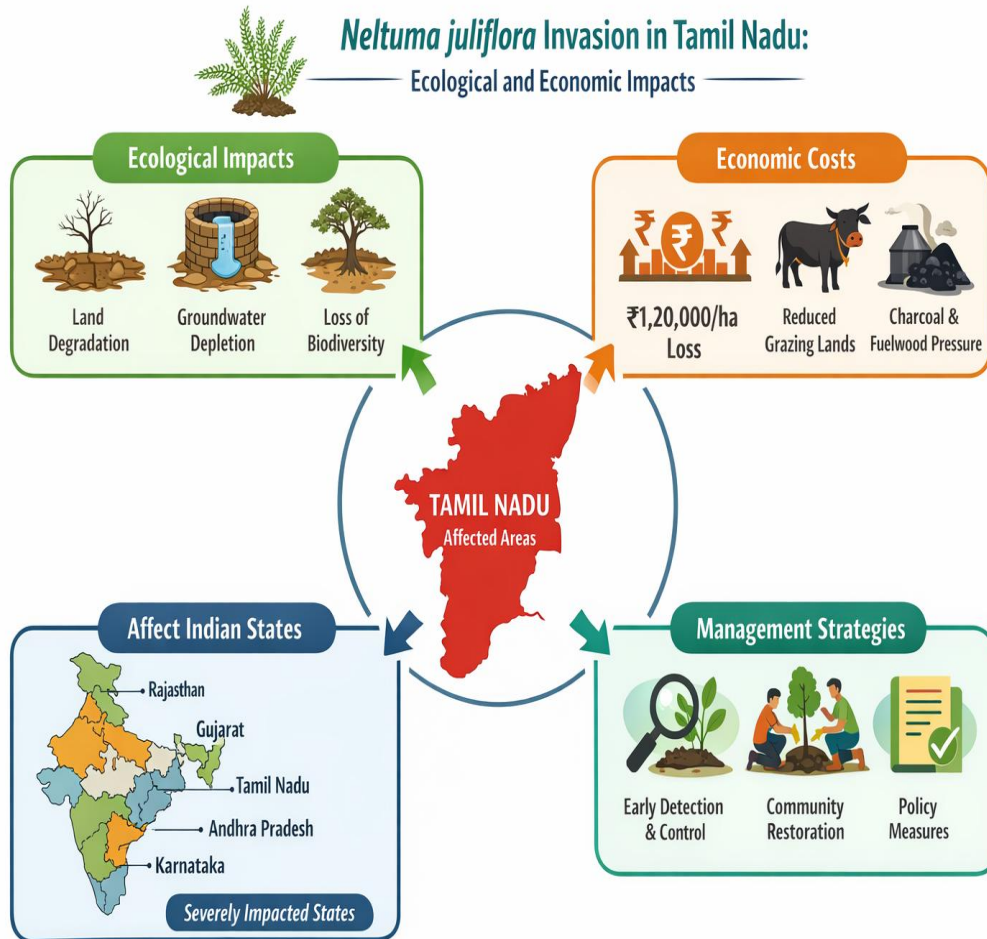 Neltuma juliflora Invasion in Tamil Nadu:
Ecological and Economic Impacts
Ecological Impacts
Land
Degradation
Groundwater
Depletion
Loss of
Biodiversity
Economic Costs
₹ ₹ ₹
₹1,20,000/ha
Loss
Reduced
Grazing Lands
Charcoal &
Fuelwood Pressure
TAMIL NADU
Affected Areas
Affect Indian States
Rajasthan
Gujarat
Tamil Nadu
Andhra Pradesh
Karnataka
Severely Impacted States
Management Strategies
Early Detection
& Control
Community
Restoration
Policy
Measures